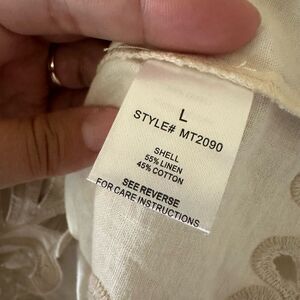 L
STYLE# MT2090
SHELL
55% LINEN
45% COTTON
SEE REVERSE
FOR CARE INSTRUCTIONS